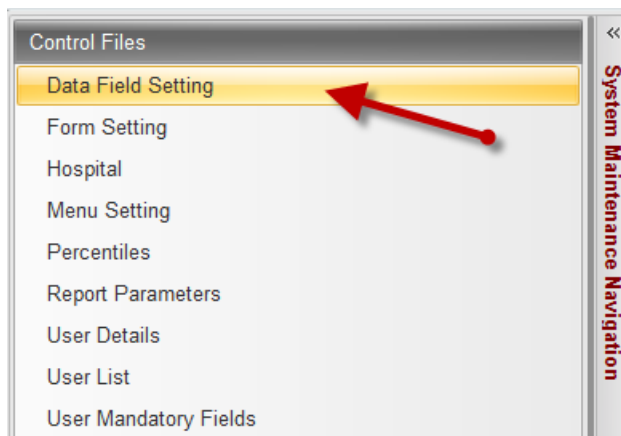 Control Files
Data Field Setting
Form Setting
Hospital
Menu Setting
Percentiles
Report Parameters
User Details
User List
User Mandatory Fields
«
System Maintenance Navigation